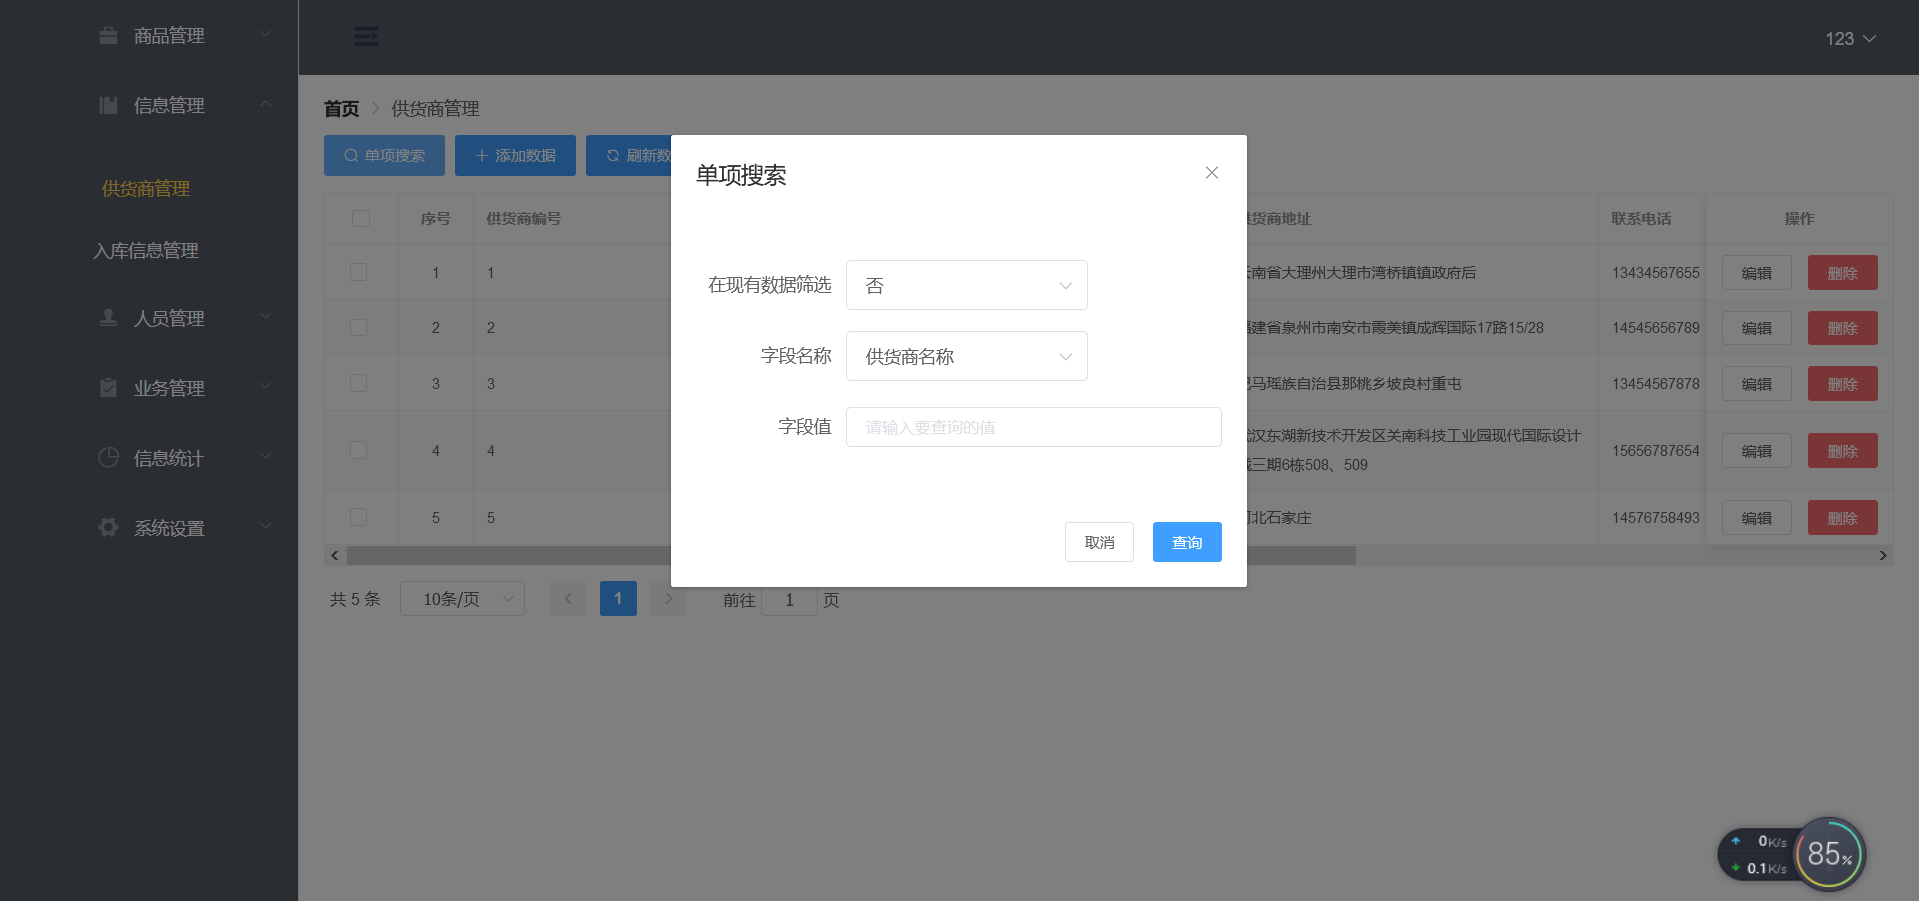 商品管理
信息管理
供货商管理
入库信息管理
人员管理
业务管理
信息统计
系统设置
123
首页 供货商管理
单项搜索 添加数据 刷新数
序号 供货商编号 货商地址 联系电话 操作
1 1 南省大理州大理市湾桥镇镇政府后 13434567655 编辑 删除
2 2 建省泉州市南安市霞美镇成辉国际17路15/28 14545656789 编辑 删除
3 3 马瑶族自治县那桃乡坡良村重屯 13454567878 编辑 删除
4 4 汉东湖新技术开发区关南科技工业园现代国际设计
三期6栋508、509 15656787654 编辑 删除
5 5 北石家庄 14576758493 编辑 删除
共 5 条 10条/页 1 前往 1 页
单项搜索
在现有数据筛选 否
字段名称 供货商名称
字段值 请输入要查询的值
取消 查询
0K/s
0.1K/s
85%